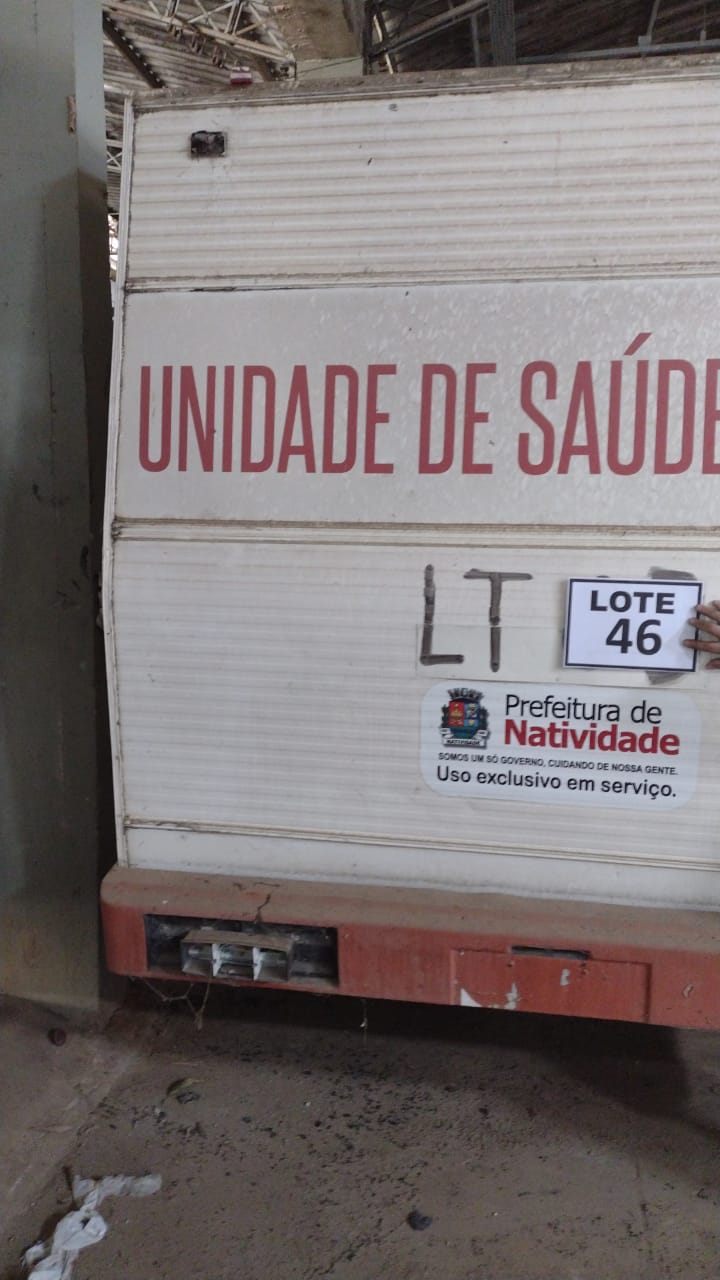 UNIDADE DE SAÚDE
LT
LOTE
46
Prefeitura de
Natividade
NATIVIDADE
SOMOS UM SÓ GOVERNO, CUIDANDO DE NOSSA GENTE.
Uso exclusivo em serviço.